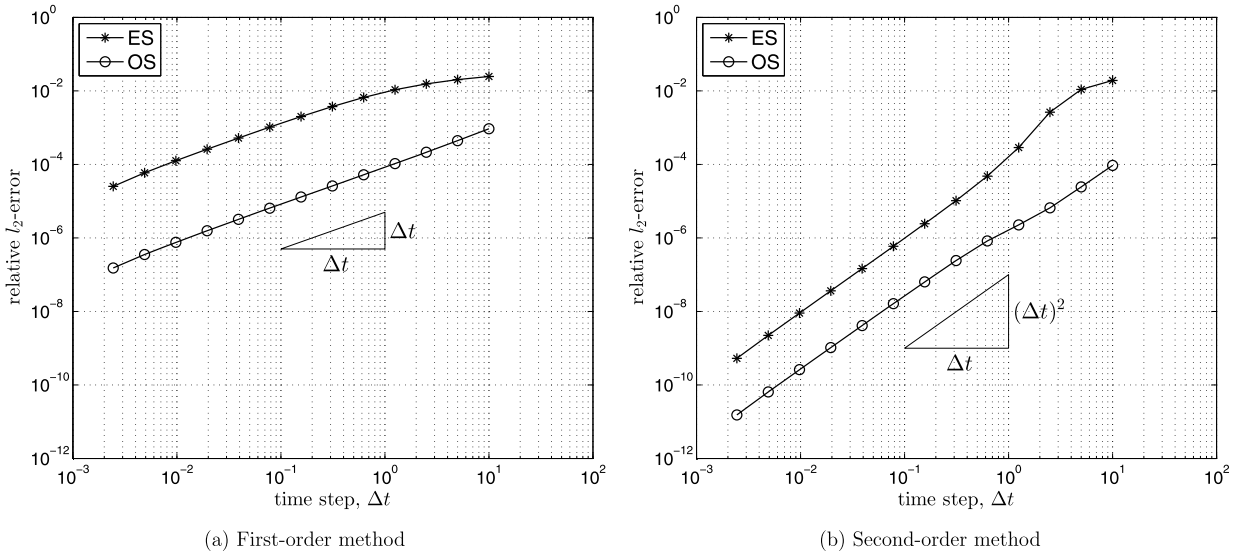 10^0
10^−2
10^−4
10^−6
10^−8
10^−10
10^−12
relative l_2-error
ES
OS
Δt
Δt
10^−3
10^−2
10^−1
10^0
10^1
10^2
time step, Δt
(a) First-order method
10^0
10^−2
10^−4
10^−6
10^−8
10^−10
10^−12
relative l_2-error
ES
OS
(Δt)^2
Δt
10^−3
10^−2
10^−1
10^0
10^1
10^2
time step, Δt
(b) Second-order method